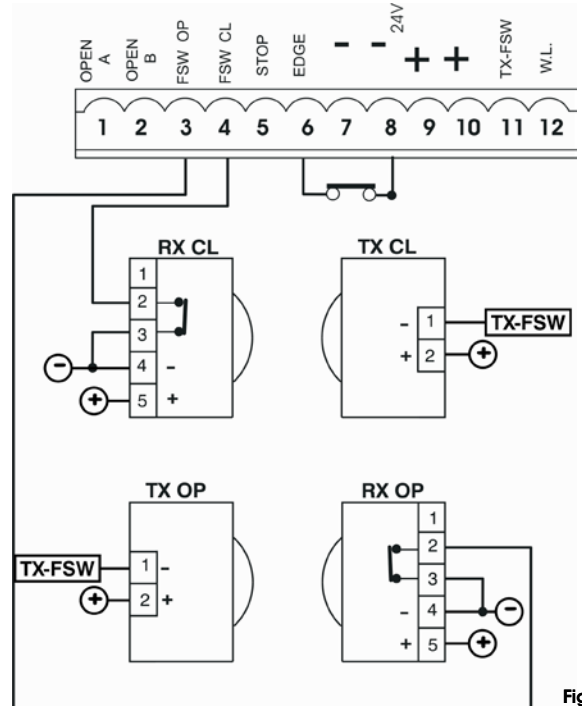 OPEN A
OPEN B
FSW OP
FSW CL
STOP
EDGE
- - 24V
+ +
TX-FSW
W.L.
1 2 3 4 5 6 7 8 9 10 11 12
RX CL
1
2
3
- 4 -
+ 5 +
TX CL
- 1 TX-FSW
+ 2 +
TX OP
TX-FSW 1 -
+ 2 +
RX OP
1
2
3
- 4 -
+ 5 +
Fig